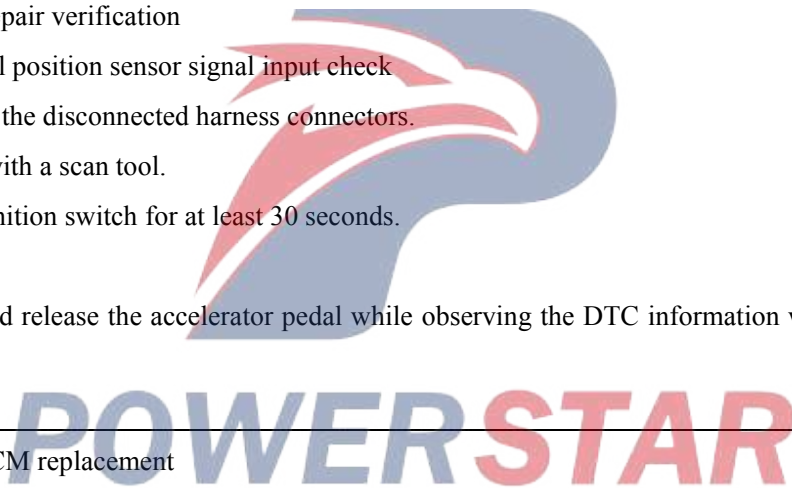 pair verification
l position sensor signal input check
the disconnected harness connectors.
with a scan tool.
nition switch for at least 30 seconds.
d release the accelerator pedal while observing the DTC information
CM replacement
POWERSTAR